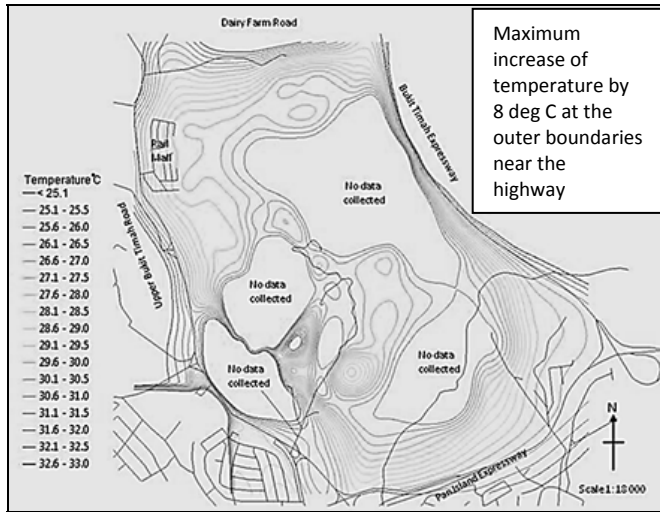 Dairy Farm Road
Maximum
increase of
temperature by
8 deg C at the
outer boundaries
near the
highway
Bukit Timah Expressway
Rail
Mall
Temperature°C
< 25.1
25.1 - 25.5
25.6 - 26.0
26.1 - 26.5
26.6 - 27.0
27.1 - 27.5
27.6 - 28.0
28.1 - 28.5
28.6 - 29.0
29.1 - 29.5
29.6 - 30.0
30.1 - 30.5
30.6 - 31.0
31.1 - 31.5
31.6 - 32.0
32.1 - 32.5
32.6 - 33.0
Upper Bukit Timah Road
No data
collected
No data
collected
No data
collected
No data
collected
Pan Island Expressway
N
Scale1:18000